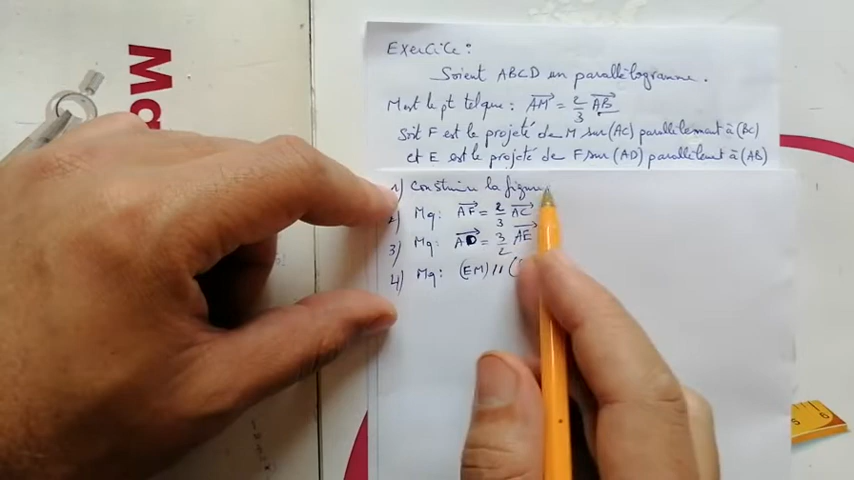 Exercice :
Soient ABCD un parallélogramme.
M est le pt tel que : AM = 2/3 AB
Soit F est le projeté de M sur (AC) parallèlement à (BC)
et E est le projeté de F sur (AD) parallèlement à (AB)
1) Construire la figure
2) Mq : AF = 2/3 AC
3) Mq : AD = 3/2 AE
4) Mq : (EM) // (
Ma